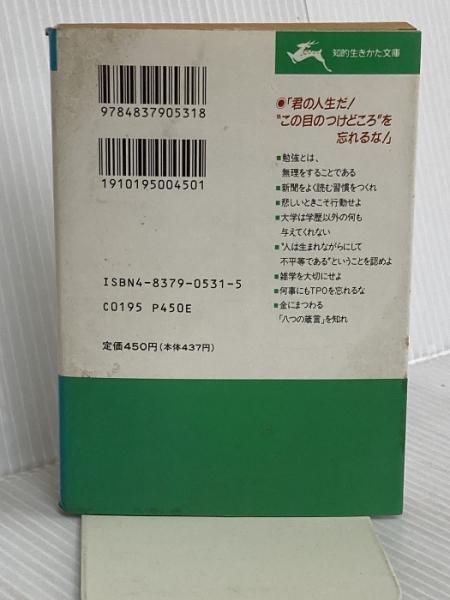 知的生きかた文庫
9784837905318
1910195004501
ISBN4-8379-0531-5
C0195 P450E
定価450円(本体437円)
◉「君の人生だ!
"この目のつけどころ"を
忘れるな!」
■勉強とは、
無理をすることである
■新聞をよく読む習慣をつくれ
■悲しいときこそ行動せよ
■大学は学歴以外の何も
与えてくれない
■"人は生まれながらにして
不平等である"ということを認めよ
■雑学を大切にせよ
■何事にもTPOを忘れるな
■金にまつわる
「八つの箴言」を知れ